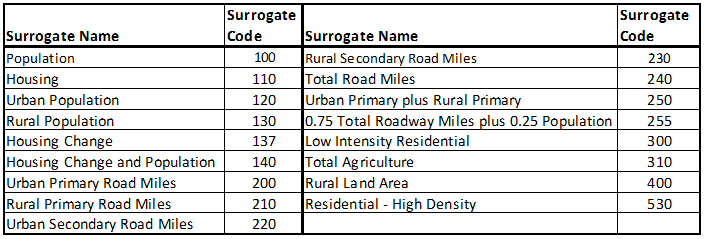 Surrogate Name Surrogate Code Surrogate Name Surrogate Code
Population 100 Rural Secondary Road Miles 230
Housing 110 Total Road Miles 240
Urban Population 120 Urban Primary plus Rural Primary 250
Rural Population 130 0.75 Total Roadway Miles plus 0.25 Population 255
Housing Change 137 Low Intensity Residential 300
Housing Change and Population 140 Total Agriculture 310
Urban Primary Road Miles 200 Rural Land Area 400
Rural Primary Road Miles 210 Residential - High Density 530
Urban Secondary Road Miles 220